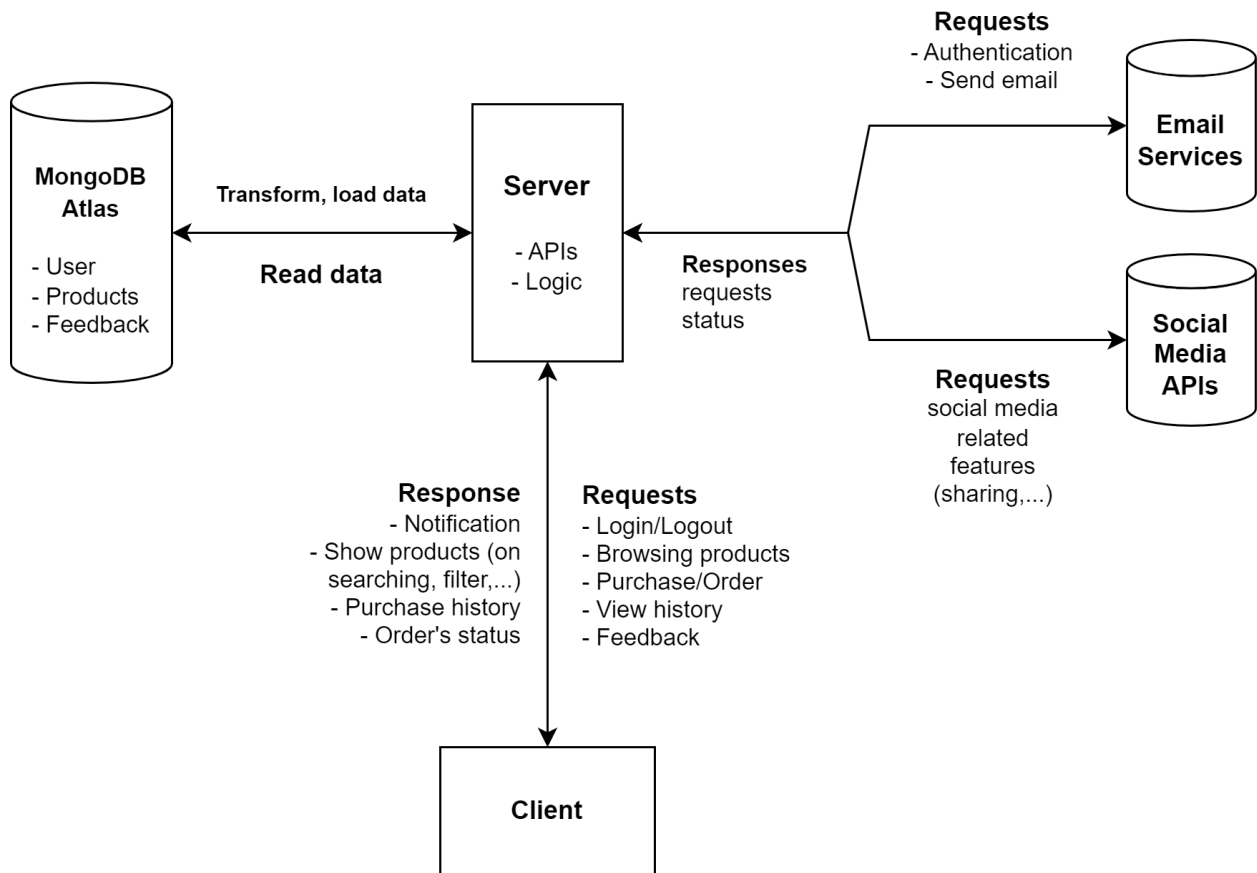 MongoDB
Atlas
- User
- Products
- Feedback
Transform, load data
Read data
Server
- APIs
- Logic
Responses
requests
status
Requests
- Authentication
- Send email
Email
Services
Requests
social media
related
features
(sharing,...)
Social
Media
APIs
Response
- Notification
- Show products (on
searching, filter,...)
- Purchase history
- Order's status
Requests
- Login/Logout
- Browsing products
- Purchase/Order
- View history
- Feedback
Client